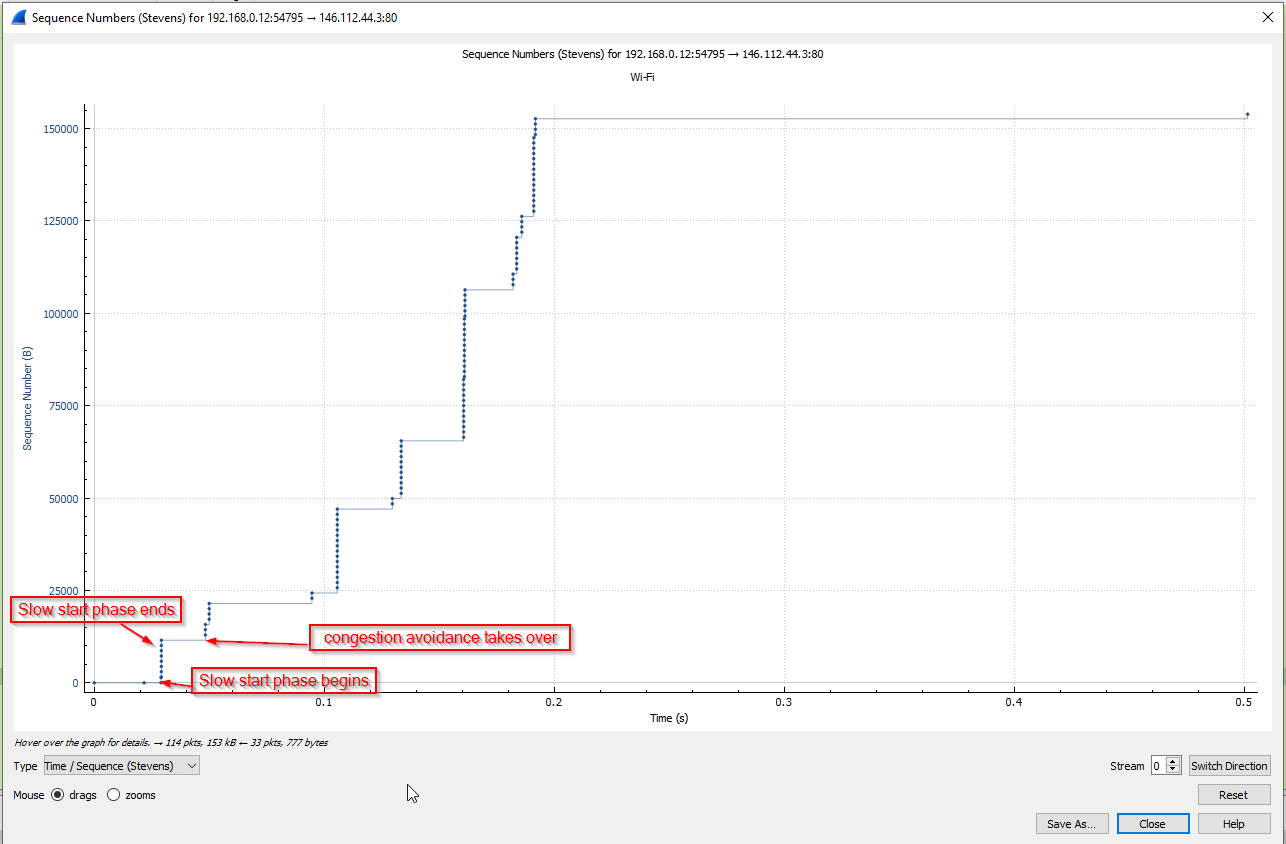 Sequence Numbers (Stevens) for 192.168.0.12:54795 → 146.112.44.3:80
Sequence Numbers (Stevens) for 192.168.0.12:54795 → 146.112.44.3:80
Wi-Fi
Sequence Number (B)
150000
125000
100000
75000
50000
25000
0
Slow start phase ends
congestion avoidance takes over
Slow start phase begins
0 0.1 0.2 0.3 0.4 0.5
Time (s)
Hover over the graph for details. → 114 pkts, 153 kB ← 33 pkts, 777 bytes
Type Time / Sequence (Stevens) Stream 0 Switch Direction
Mouse drags zooms Reset
Save As... Close Help